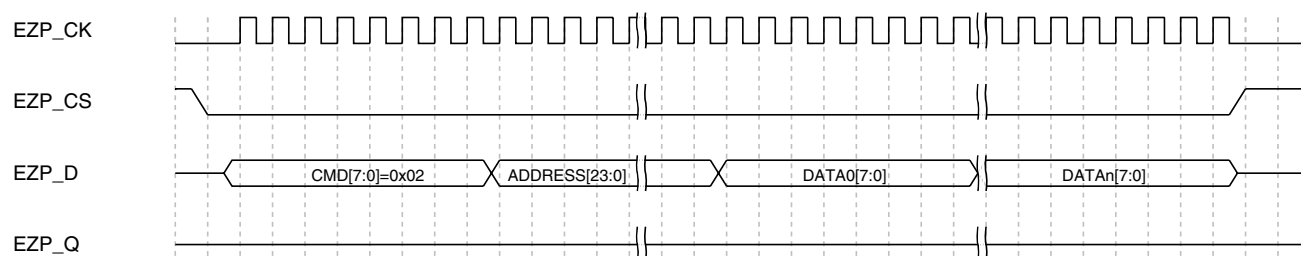 EZP_CK
EZP_CS
EZP_D CMD[7:0]=0x02 ADDRESS[23:0] DATA0[7:0] DATAn[7:0]
EZP_Q